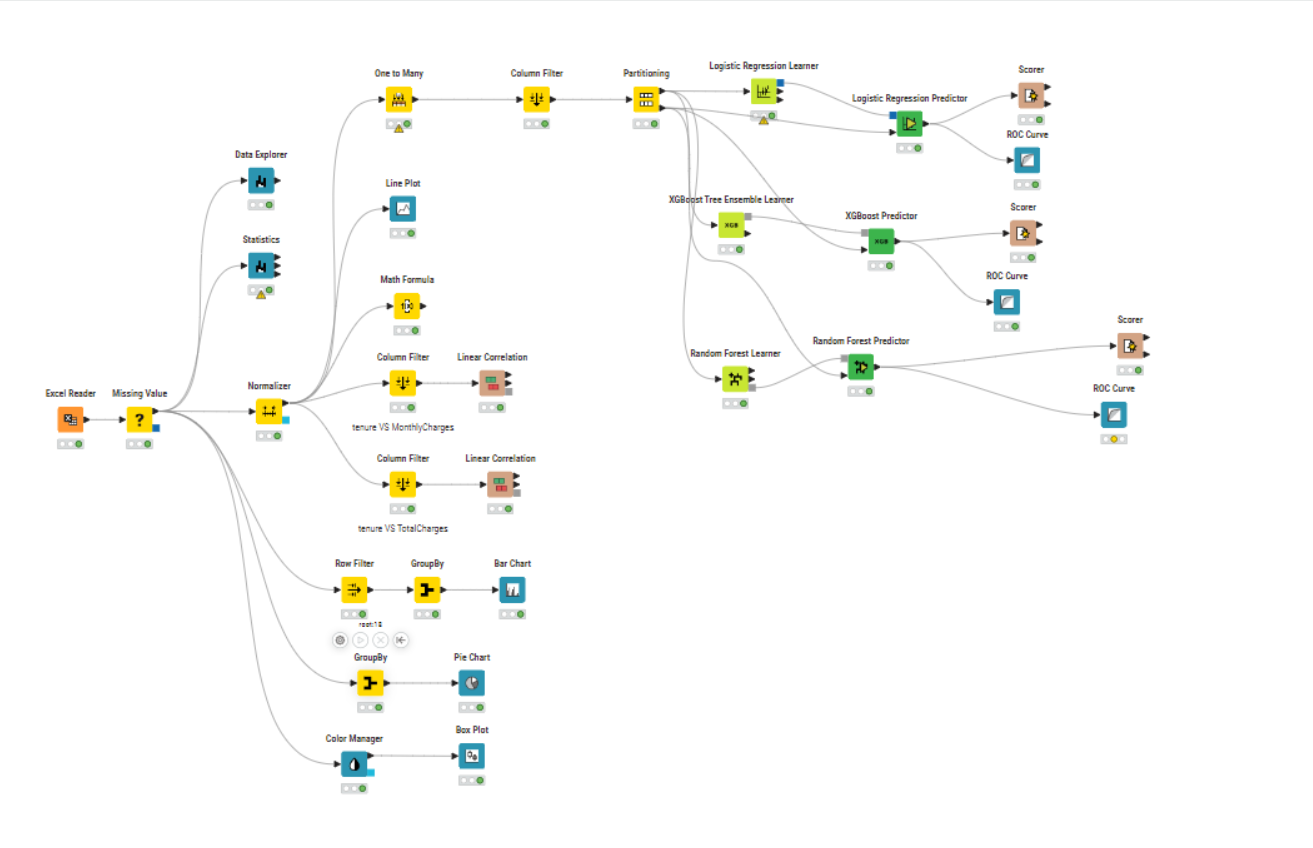 One to Many
Column Filter
Partitioning
Logistic Regression Learner
Scorer
Logistic Regression Predictor
ROC Curve
Data Explorer
Line Plot
XGBoost Tree Ensemble Learner
XGB
XGBoost Predictor
XGB
Scorer
Statistics
Math Formula
f(x)
ROC Curve
Column Filter
Linear Correlation
Random Forest Learner
Random Forest Predictor
Scorer
Excel Reader
Missing Value
?
Normalizer
ROC Curve
tenure VS MonthlyCharges
Column Filter
Linear Correlation
tenure VS TotalCharges
Row Filter
GroupBy
Bar Chart
GroupBy
Pie Chart
Color Manager
Box Plot